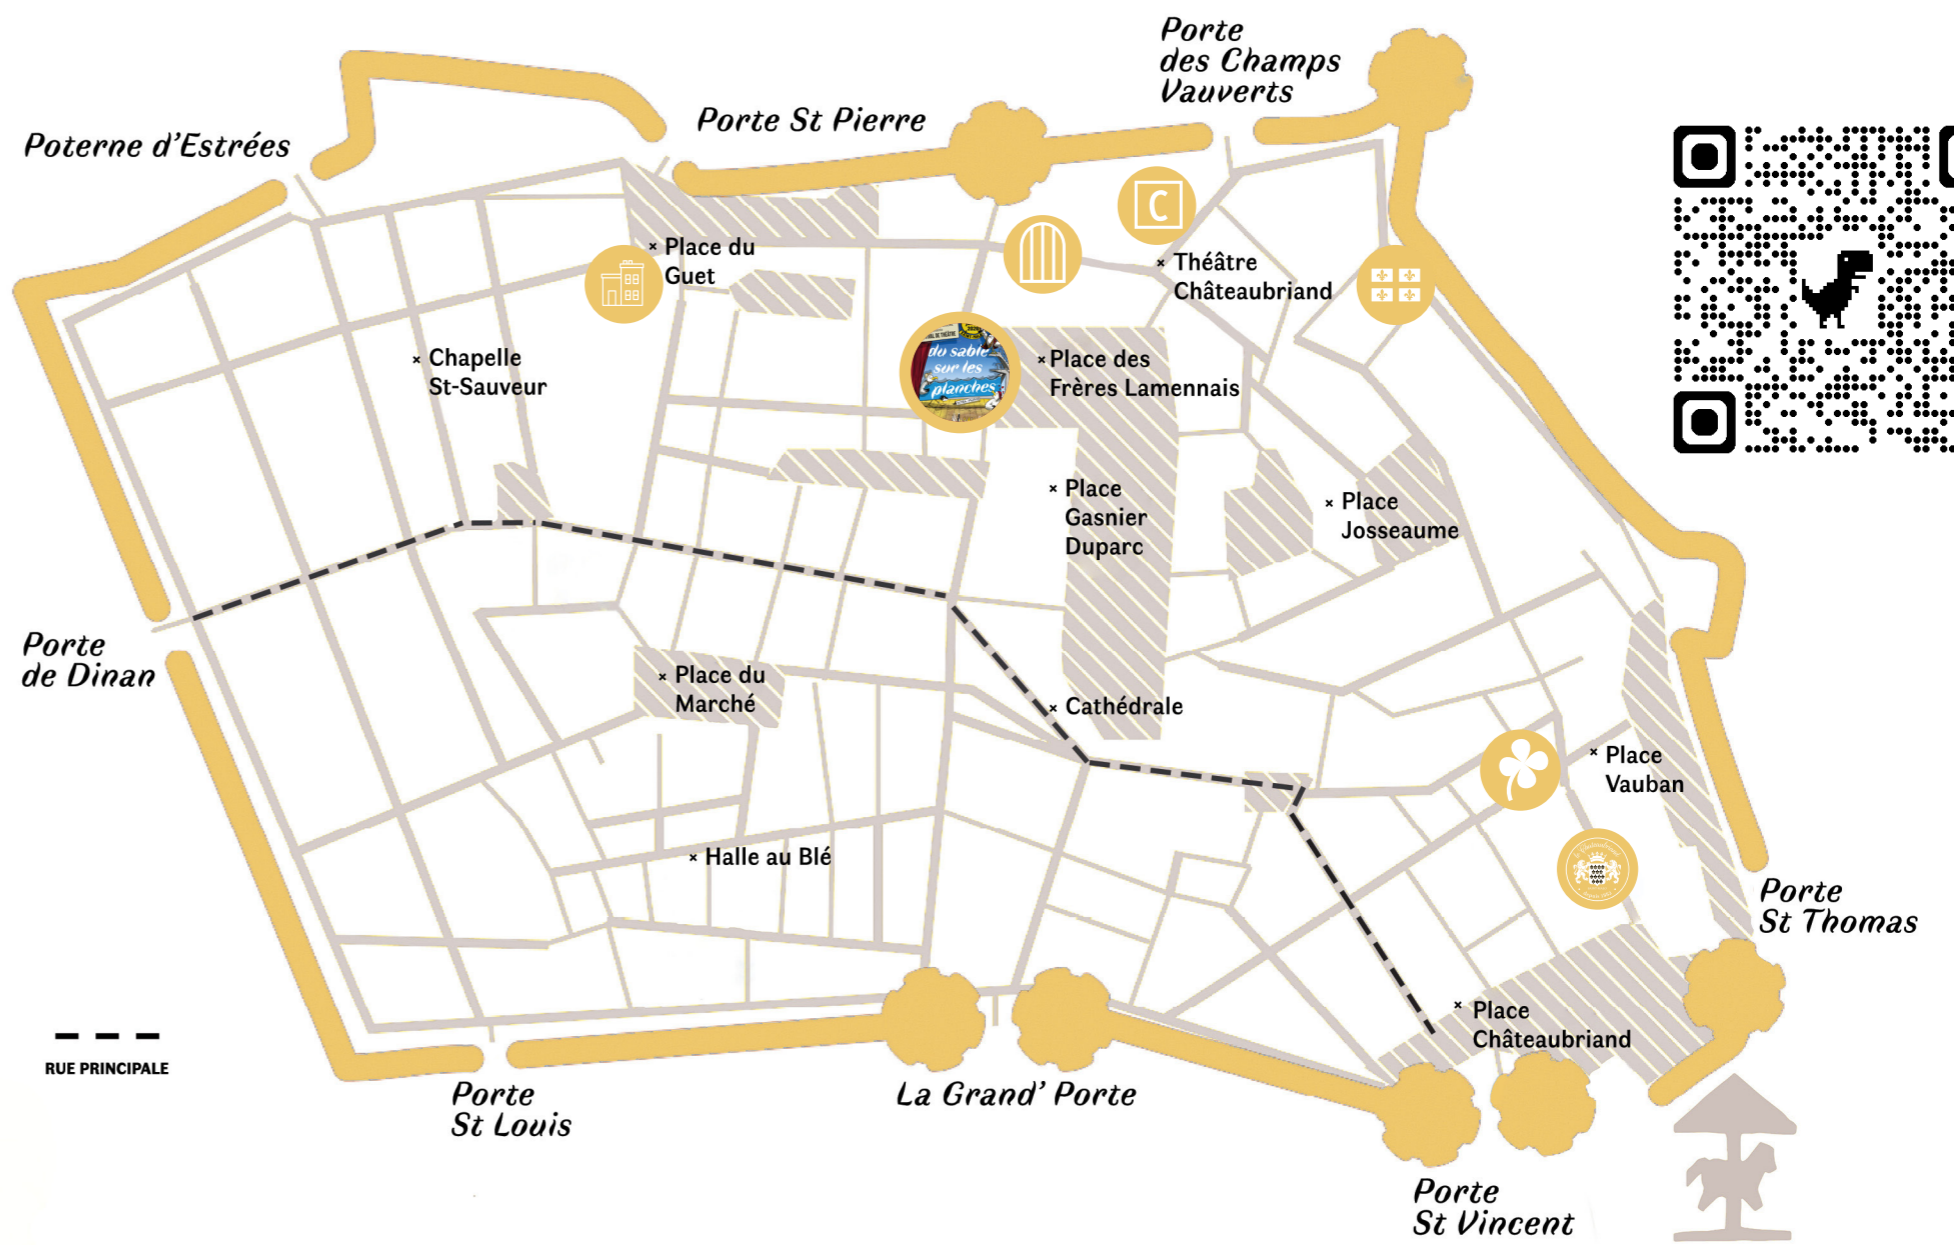 Porte
des Champs
Vauverts
Porte St Pierre
Poterne d'Estrées
C
Place du
Guet
Théâtre
Châteaubriand
Chapelle
St-Sauveur
du sable
sur les
planches
Place des
Frères Lamennais
Place
Gasnier
Duparc
Place
Josseaume
Porte
de Dinan
Place du
Marché
Cathédrale
Place
Vauban
Halle au Blé
Porte
St Thomas
Place
Châteaubriand
RUE PRINCIPALE
Porte
St Louis
La Grand' Porte
Porte
St Vincent